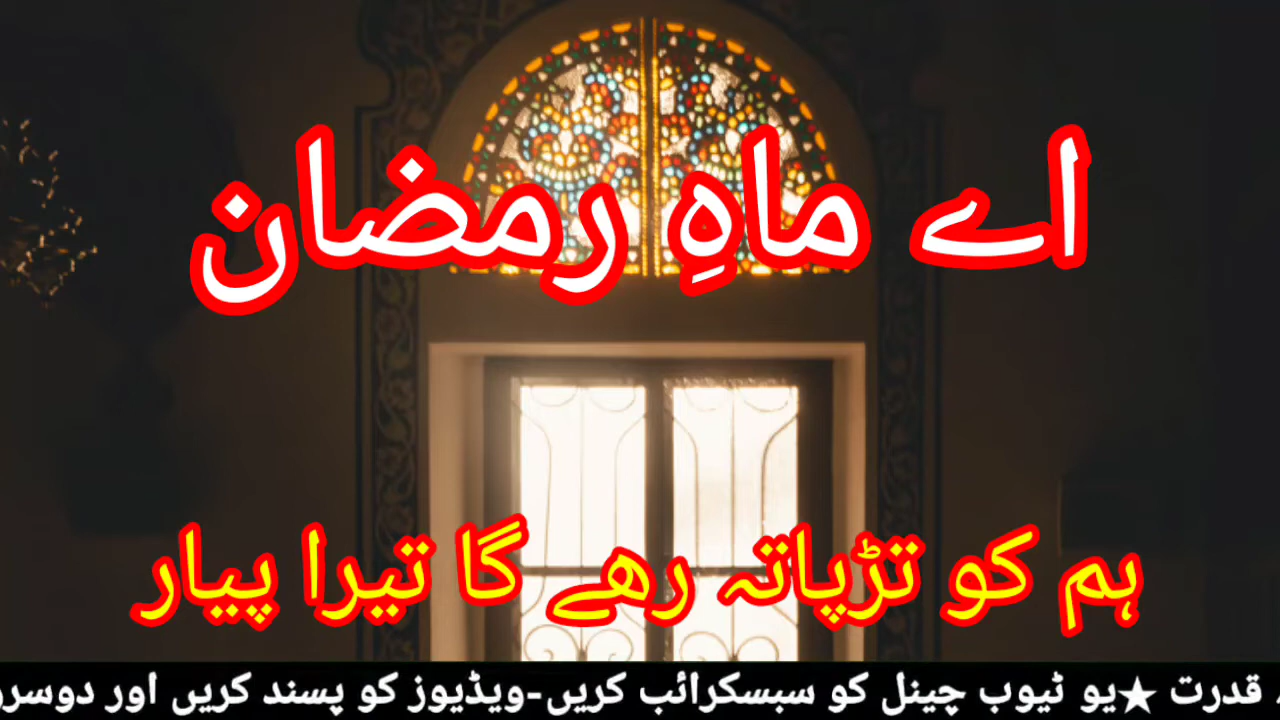 اے ماہِ رمضان
ہم کو تڑپاتہ رھے گا تیرا پیار
قدرت ★یو ٹیوب چینل کو سبسکرائب کریں-ویڈیوز کو پسند کریں اور